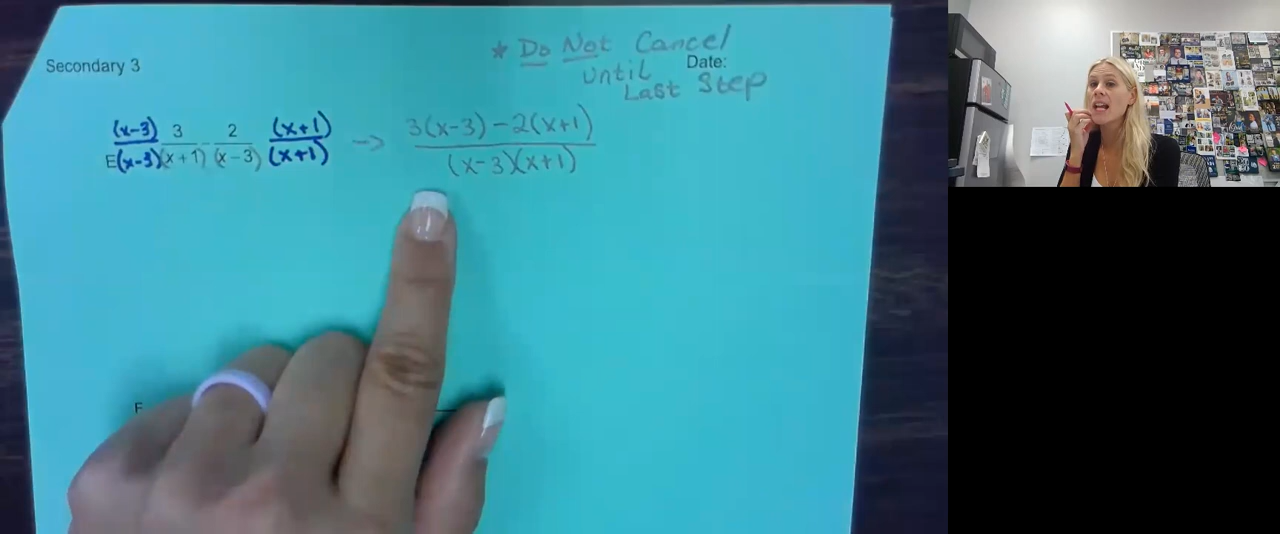 Secondary 3
* Do Not Cancel
until
Date:
Last Step
(x-3) 3 - 2 (x+1) -> 3(x-3) - 2(x+1)
E (x-3) (x + 1) (x - 3) (x+1) (x-3)(x+1)
E